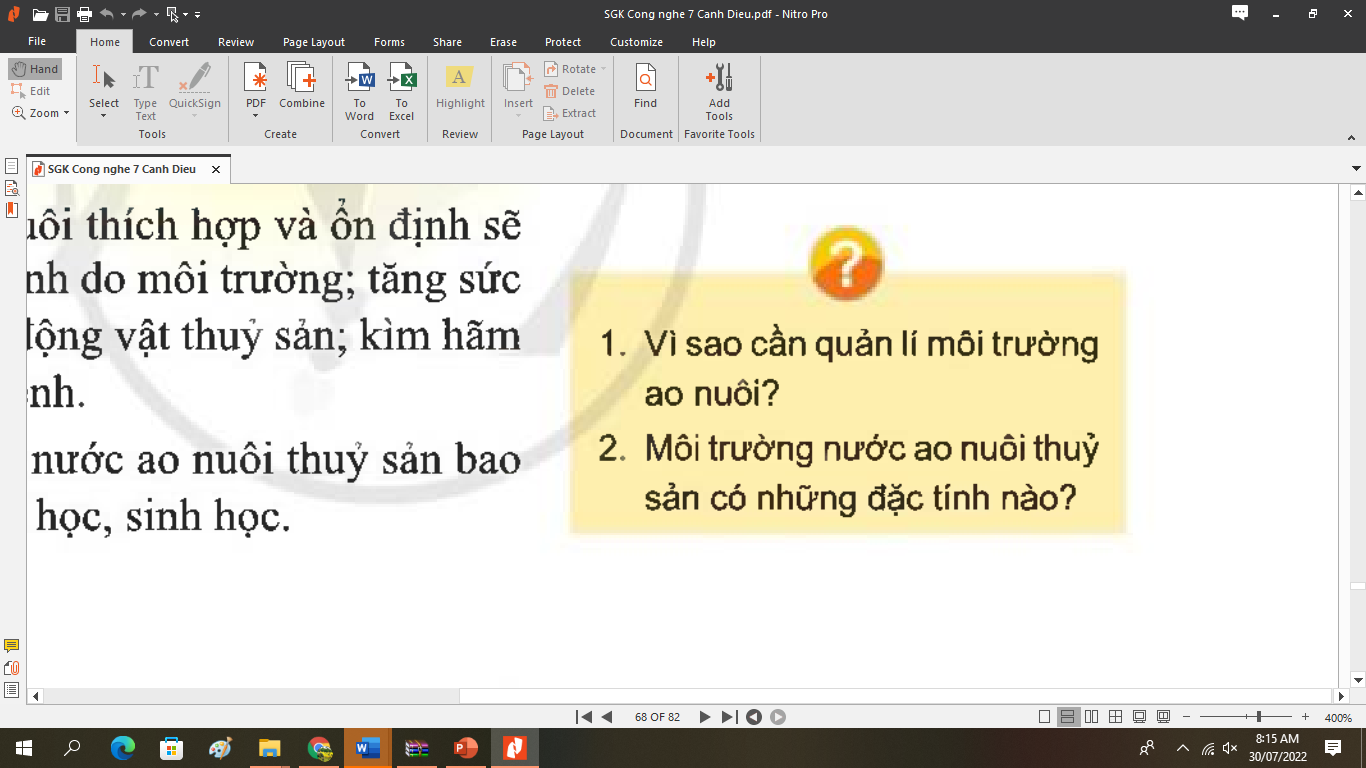 SGK Cong nghe 7 Canh Dieu.pdf - Nitro Pro
File Home Convert Review Page Layout Forms Share Erase Protect Customize Help
Hand
Edit
Zoom
Select
Type Text
QuickSign
Tools
PDF
Combine
Create
To Word
To Excel
Convert
Highlight
Review
Insert
Rotate
Delete
Extract
Page Layout
Find
Document
Add Tools
Favorite Tools
SGK Cong nghe 7 Canh Dieu
thích hợp và ổn định sẽ
do môi trường; tăng sức
vật thuỷ sản; kìm hãm
nước ao nuôi thuỷ sản bao
học, sinh học.
?
1. Vì sao cần quản lí môi trường
ao nuôi?
2. Môi trường nước ao nuôi thuỷ
sản có những đặc tính nào?
68 OF 82
400%
8:15 AM
30/07/2022